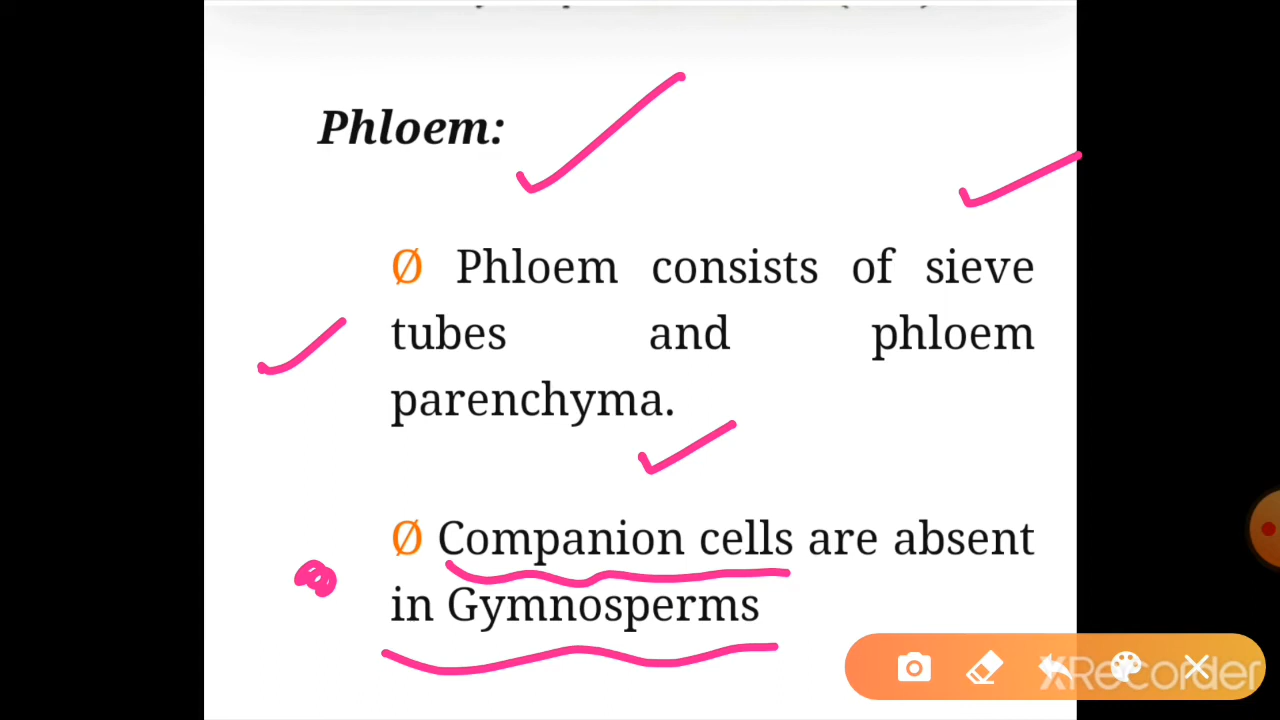 Phloem:
Ø Phloem consists of sieve
tubes and phloem
parenchyma.
Ø Companion cells are absent
in Gymnosperms
XRecorder